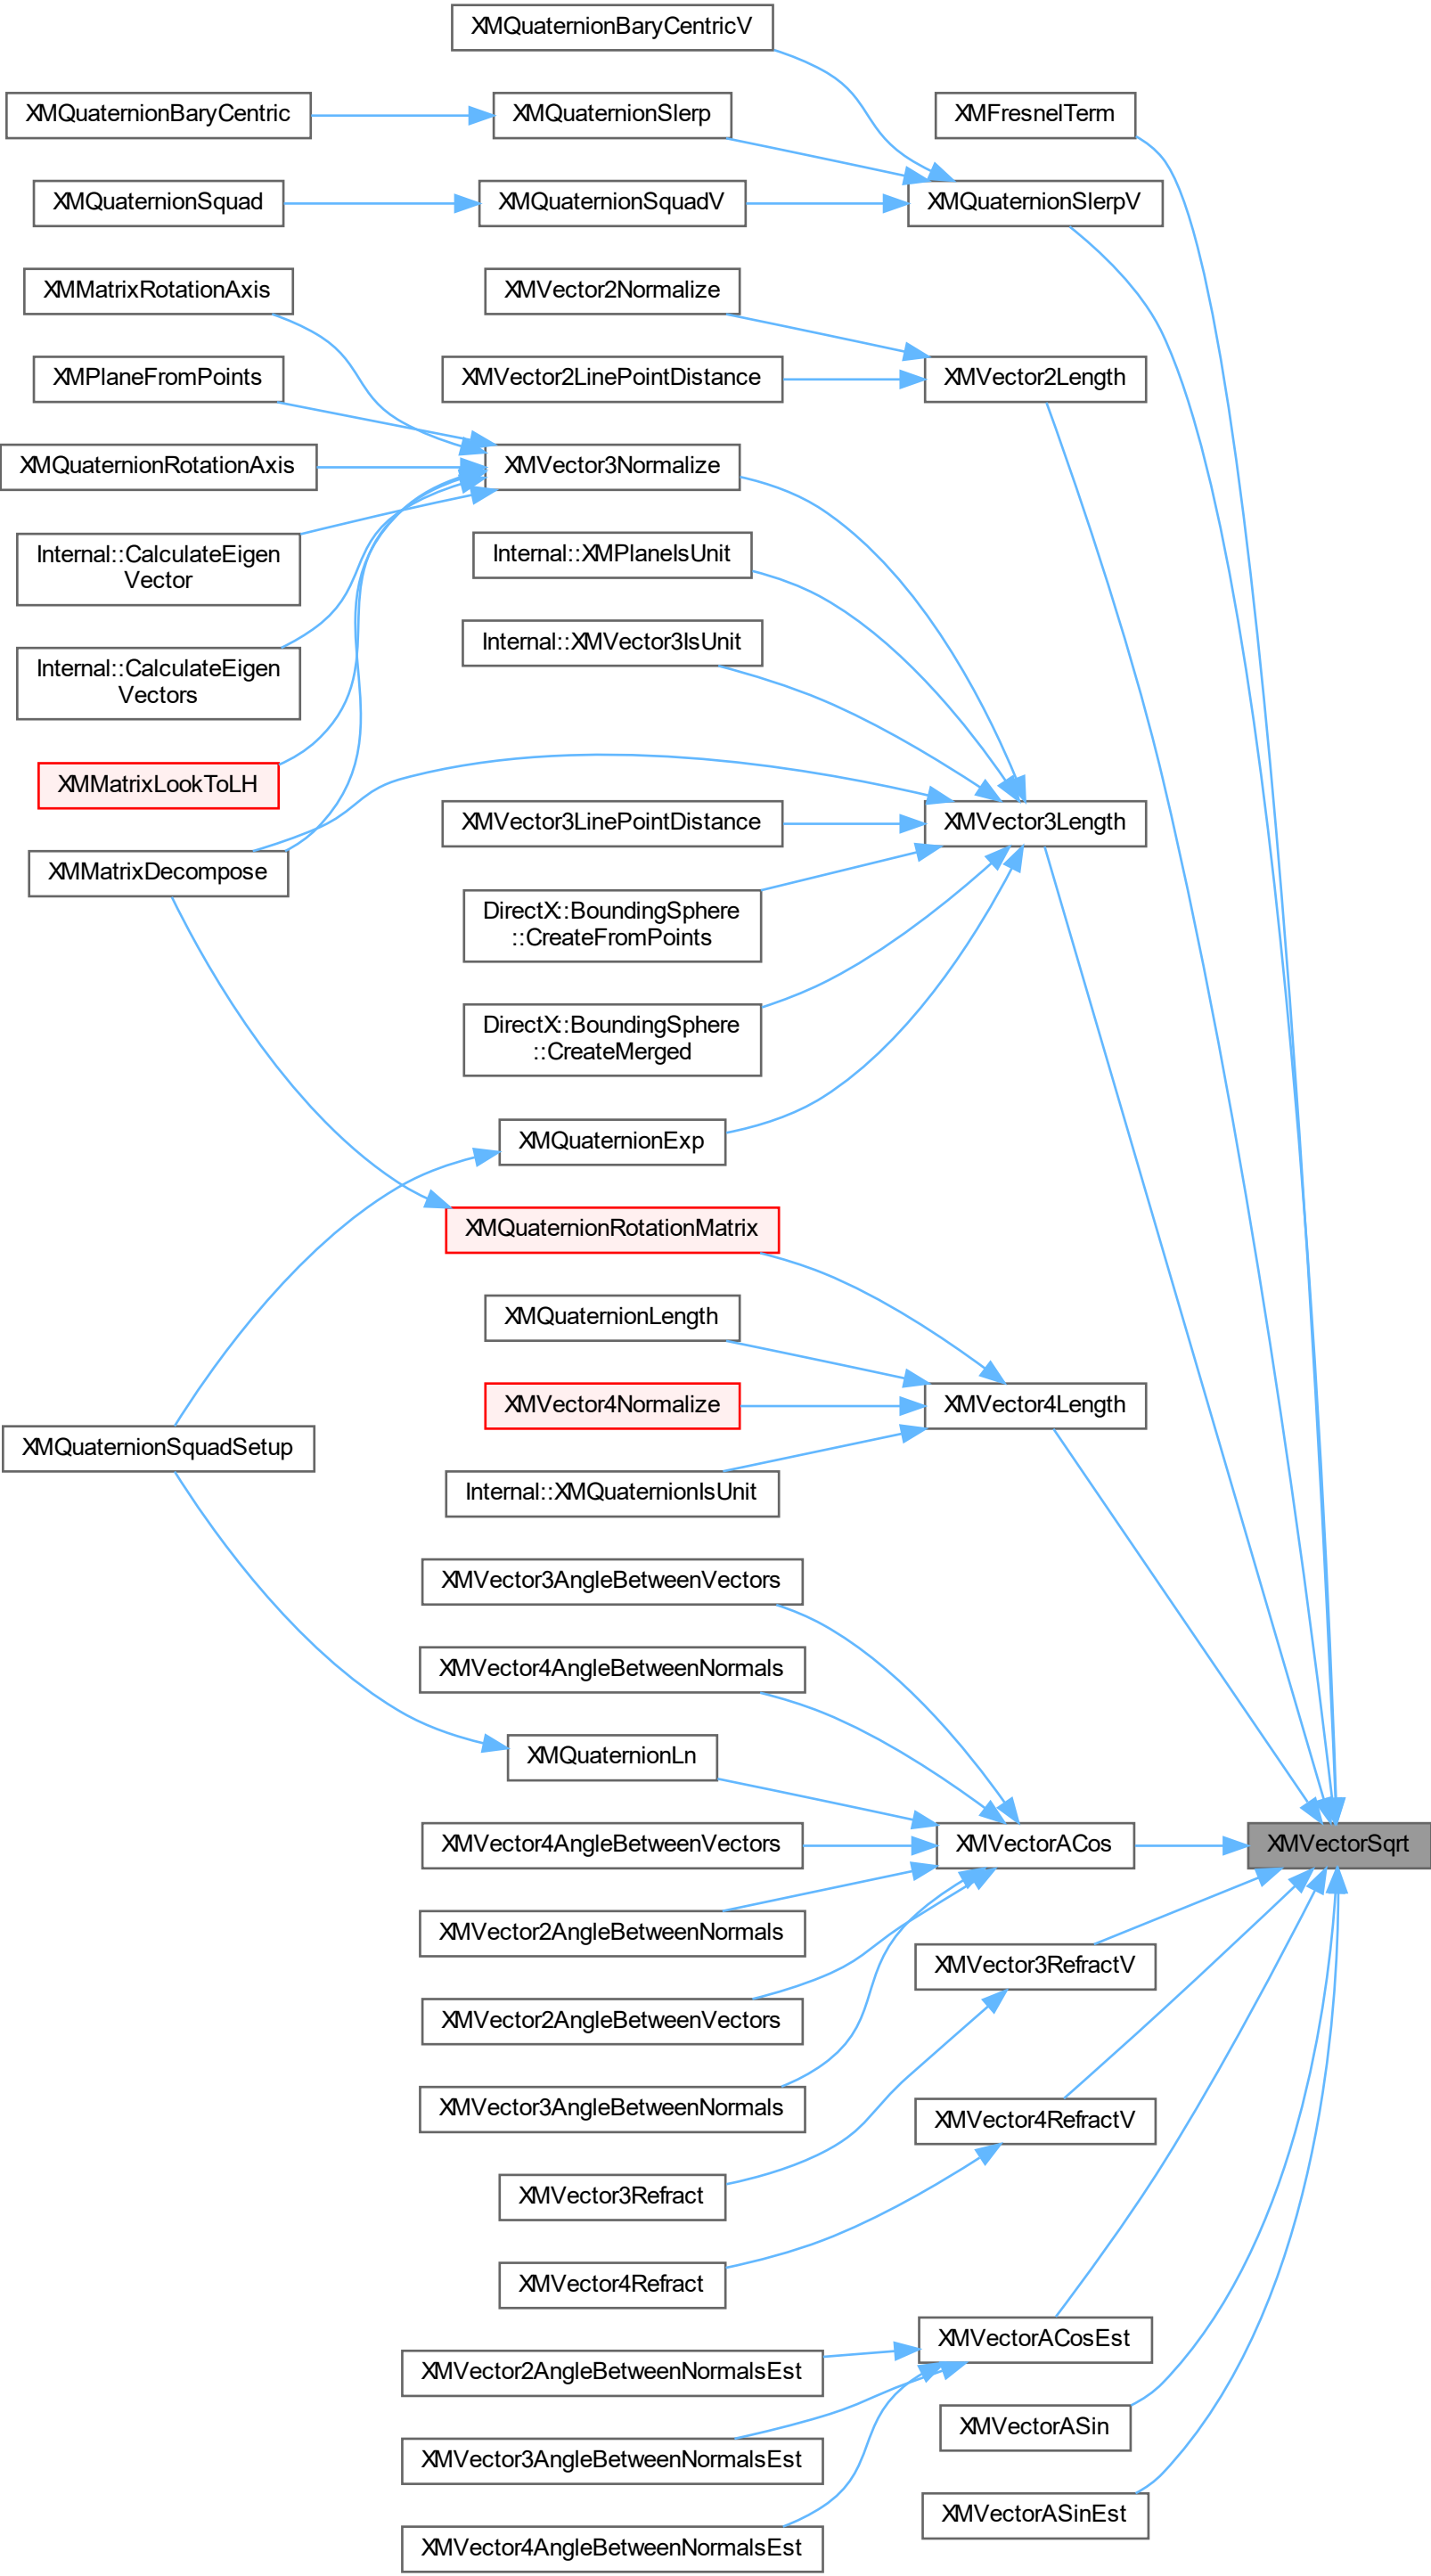 XMQuaternionBaryCentricV
XMQuaternionBaryCentric
XMQuaternionSlerp
XMFresnelTerm
XMQuaternionSquad
XMQuaternionSquadV
XMQuaternionSlerpV
XMMatrixRotationAxis
XMVector2Normalize
XMPlaneFromPoints
XMVector2LinePointDistance
XMVector2Length
XMQuaternionRotationAxis
XMVector3Normalize
Internal::CalculateEigen
Vector
Internal::XMPlaneIsUnit
Internal::XMVector3IsUnit
Internal::CalculateEigen
Vectors
XMMatrixLookToLH
XMVector3LinePointDistance
XMVector3Length
XMMatrixDecompose
DirectX::BoundingSphere
::CreateFromPoints
DirectX::BoundingSphere
::CreateMerged
XMQuaternionExp
XMQuaternionRotationMatrix
XMQuaternionLength
XMVector4Normalize
XMVector4Length
XMQuaternionSquadSetup
Internal::XMQuaternionIsUnit
XMVector3AngleBetweenVectors
XMVector4AngleBetweenNormals
XMQuaternionLn
XMVector4AngleBetweenVectors
XMVectorACos
XMVectorSqrt
XMVector2AngleBetweenNormals
XMVector3RefractV
XMVector2AngleBetweenVectors
XMVector3AngleBetweenNormals
XMVector4RefractV
XMVector3Refract
XMVector4Refract
XMVectorACosEst
XMVector2AngleBetweenNormalsEst
XMVectorASin
XMVector3AngleBetweenNormalsEst
XMVectorASinEst
XMVector4AngleBetweenNormalsEst